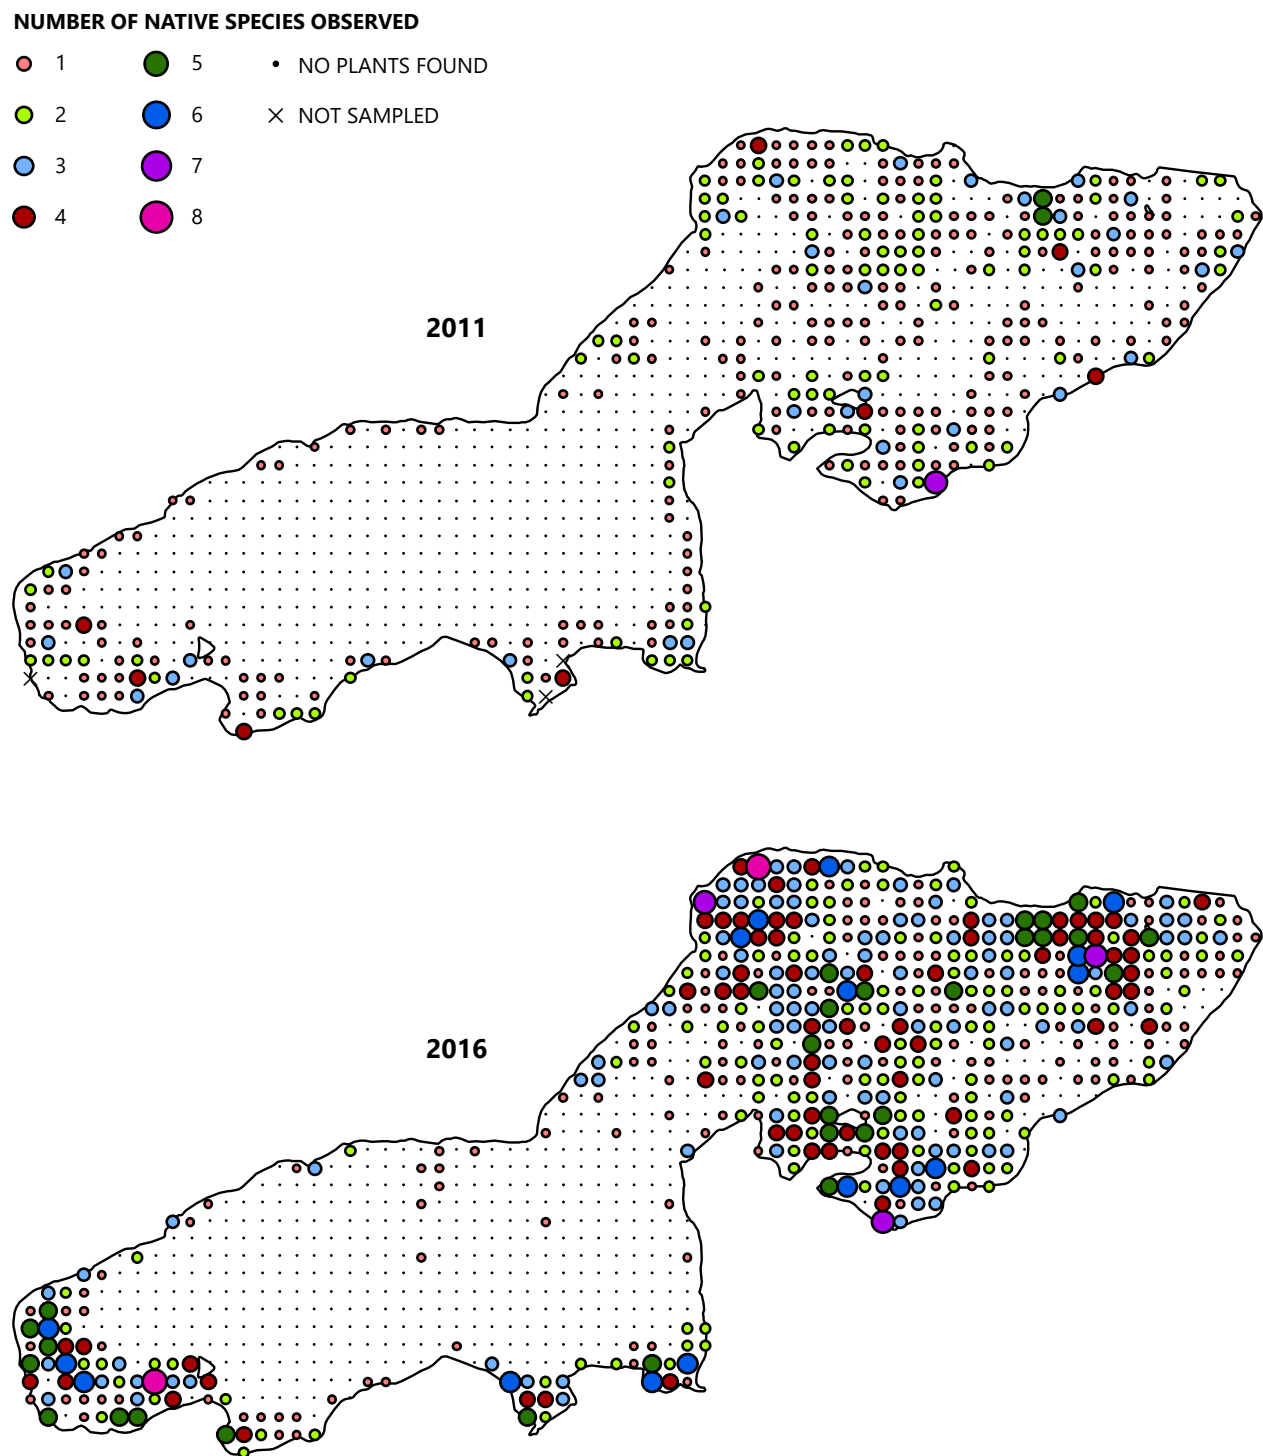 NUMBER OF NATIVE SPECIES OBSERVED
1 5 NO PLANTS FOUND
2 6 NOT SAMPLED
3 7
4 8
2011
2016